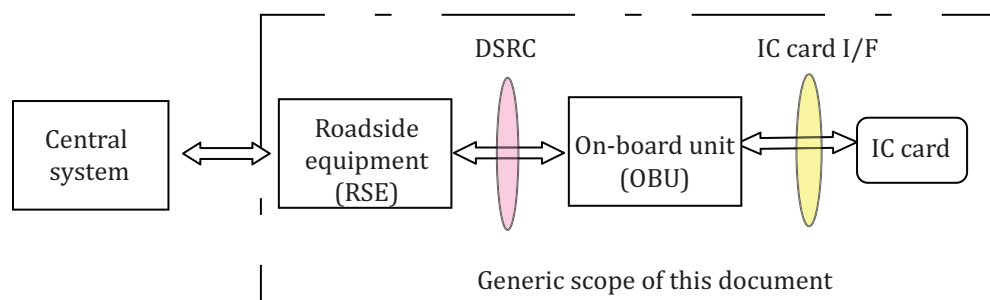 DSRC
IC card I/F
Central
system
Roadside
equipment
(RSE)
On-board unit
(OBU)
IC card
Generic scope of this document